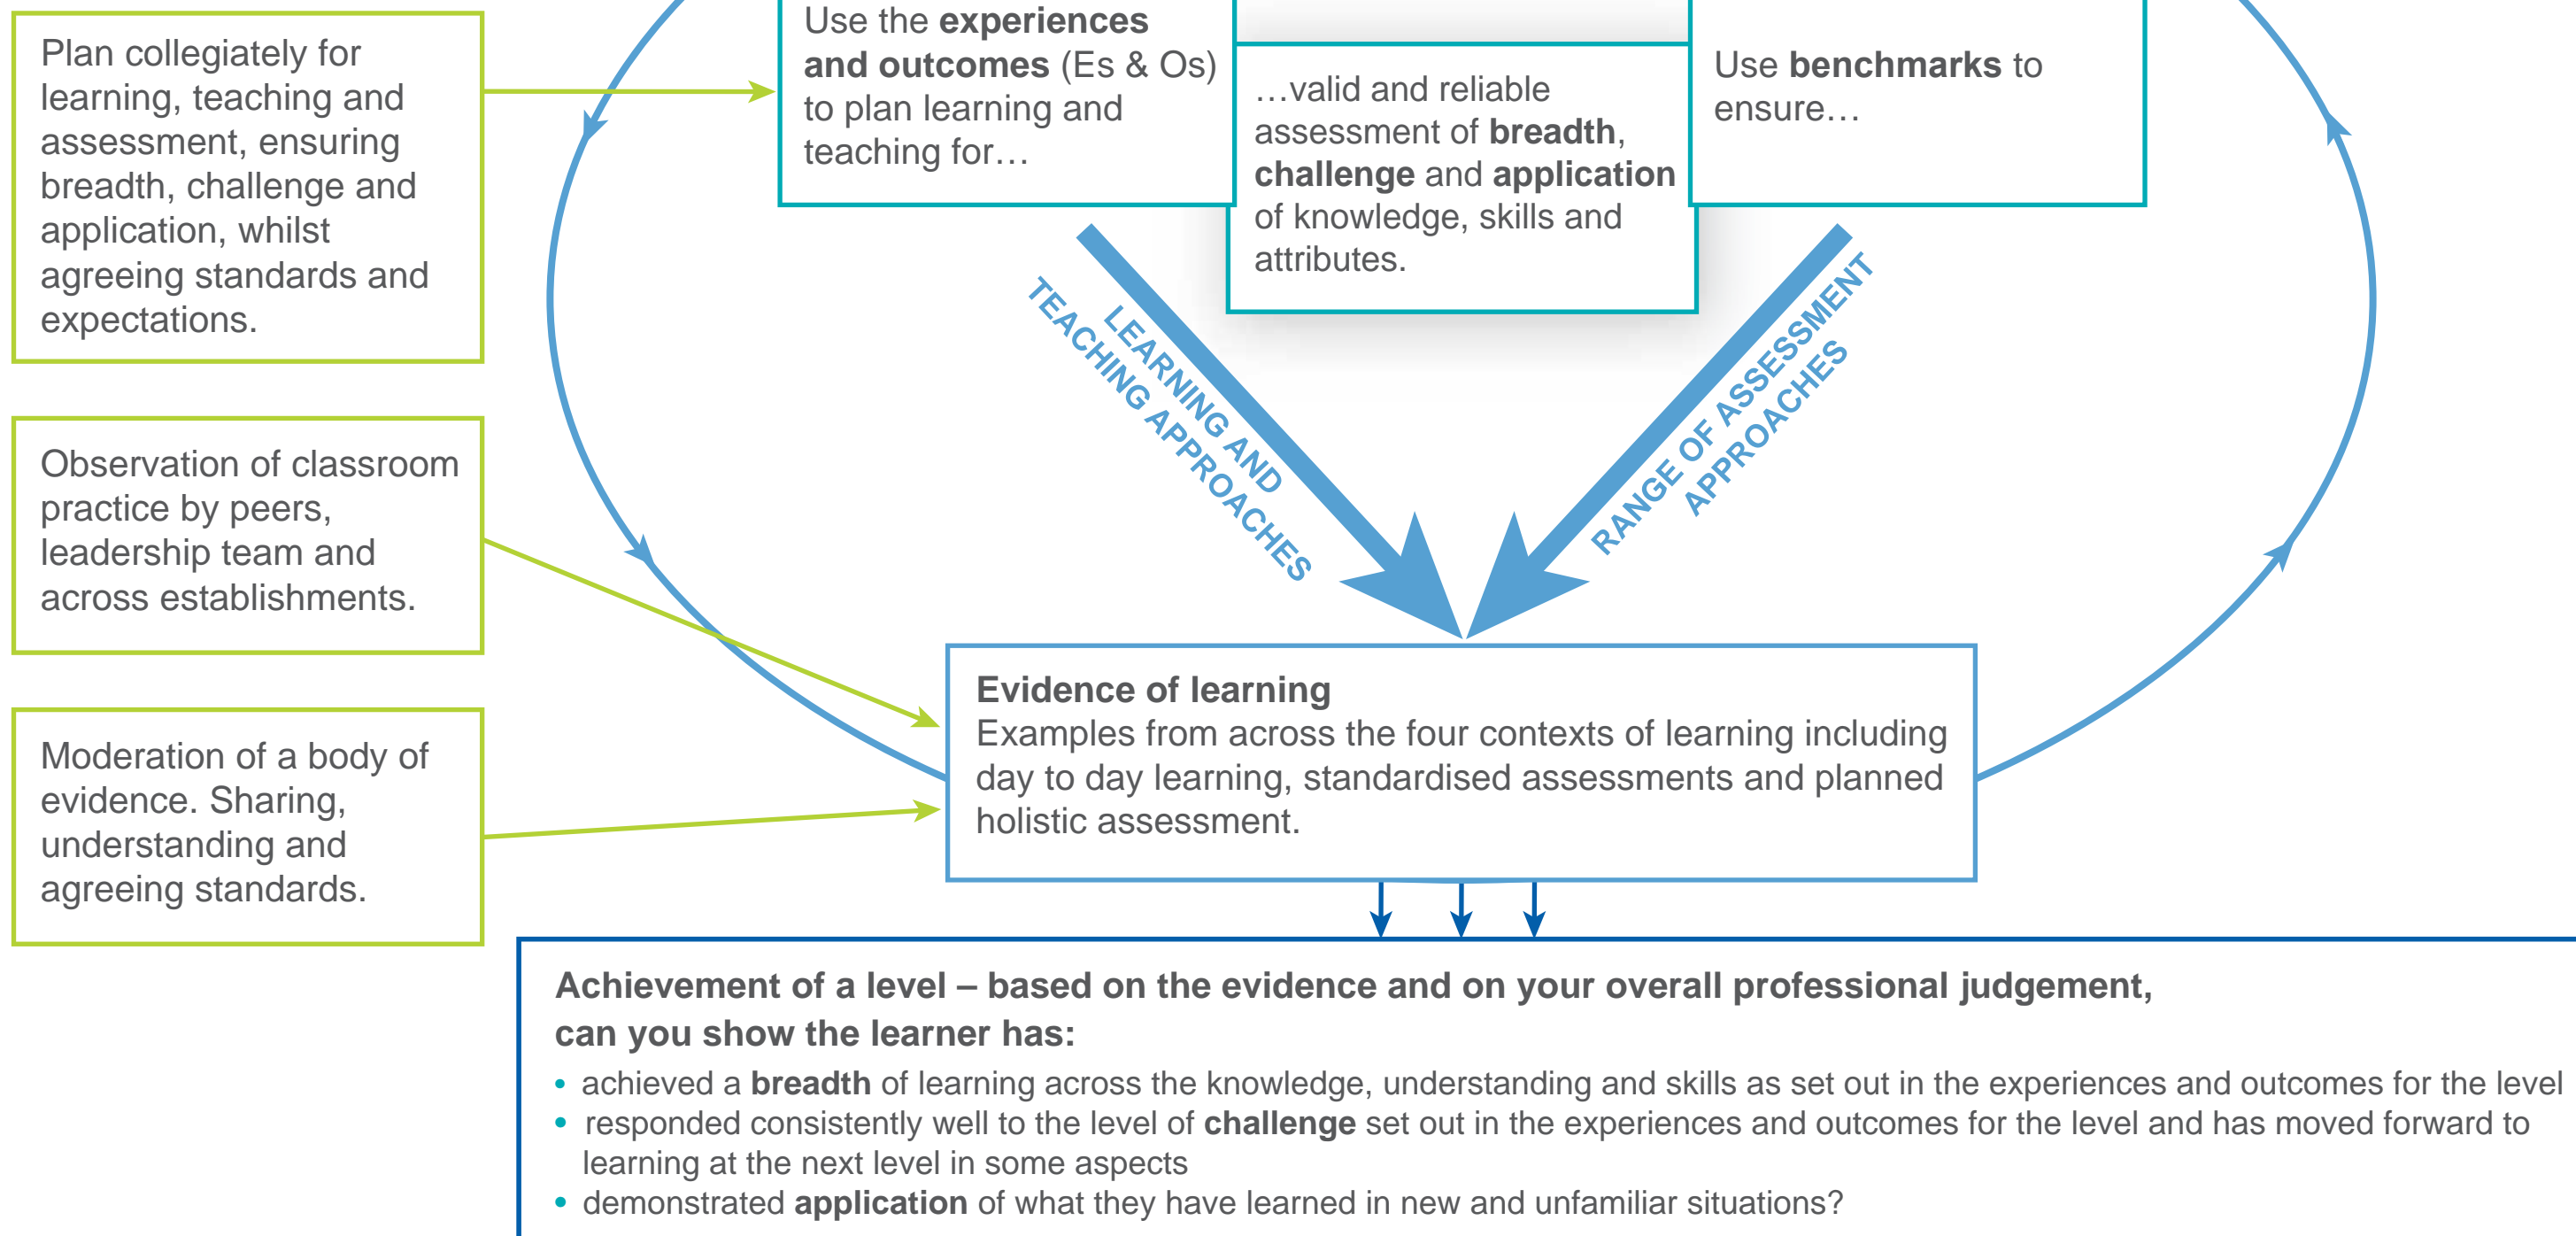 Plan collegiately for
learning, teaching and
assessment, ensuring
breadth, challenge and
application, whilst
agreeing standards and
expectations.
Use the experiences
and outcomes (Es & Os)
to plan learning and
teaching for…
…valid and reliable
assessment of breadth,
challenge and application
of knowledge, skills and
attributes.
Use benchmarks to
ensure…
LEARNING AND
TEACHING APPROACHES
RANGE OF ASSESSMENT
APPROACHES
Observation of classroom
practice by peers,
leadership team and
across establishments.
Moderation of a body of
evidence. Sharing,
understanding and
agreeing standards.
Evidence of learning
Examples from across the four contexts of learning including
day to day learning, standardised assessments and planned
holistic assessment.
Achievement of a level – based on the evidence and on your overall professional judgement,
can you show the learner has:
• achieved a breadth of learning across the knowledge, understanding and skills as set out in the experiences and outcomes for the level
• responded consistently well to the level of challenge set out in the experiences and outcomes for the level and has moved forward to
learning at the next level in some aspects
• demonstrated application of what they have learned in new and unfamiliar situations?